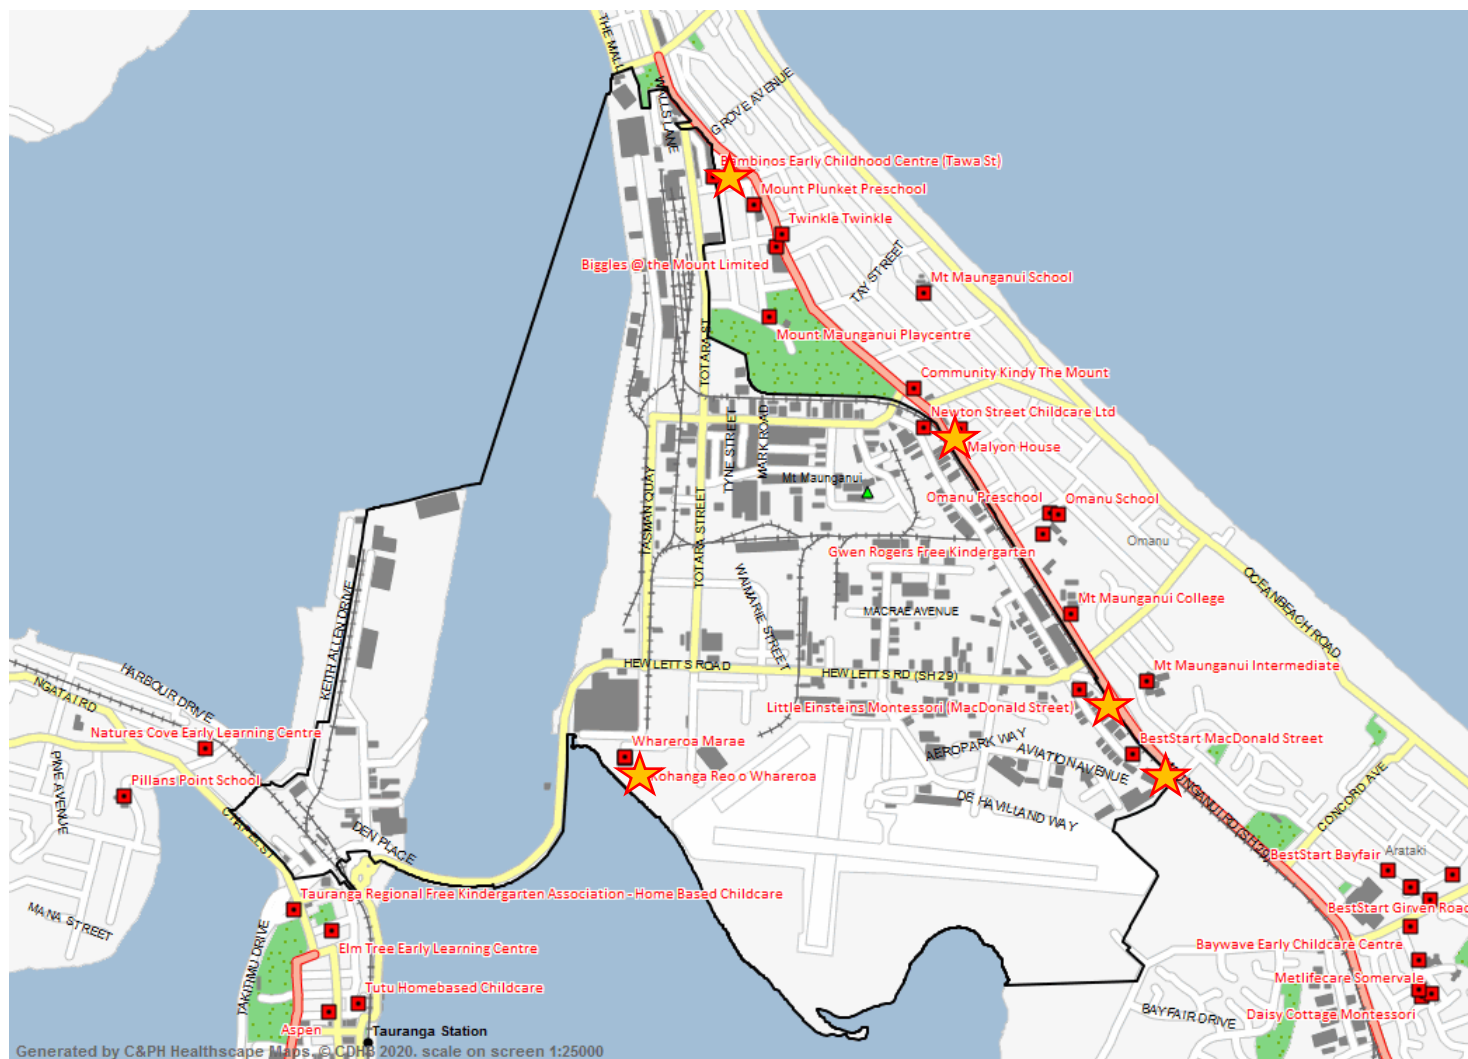 THE MALL
WALLS LANE
GROVE AVENUE
Bambinos Early Childhood Centre (Tawa St)
Mount Plunket Preschool
Twinkle Twinkle
Biggles @ the Mount Limited
TAY STREET
Mt Maunganui School
Mount Maunganui Playcentre
TOTARA ST
Community Kindy The Mount
Newton Street Childcare Ltd
Malyon House
TYNE STREET
MARK ROAD
Mt Maunganui
TASMAN QUAY
TOTARA STREET
Omanu Preschool
Omanu School
Omanu
Gwen Rogers Free Kindergarten
OCEANBEACH ROAD
WAIMARIE STREET
MACRAE AVENUE
Mt Maunganui College
KEITH ALLEN DRIVE
HEWLETTS ROAD
HEWLETTS RD (SH29)
Mt Maunganui Intermediate
HARBOUR DRIVE
NGATAI RD
Little Einsteins Montessori (MacDonald Street)
Natures Cove Early Learning Centre
Whareroa Marae
BestStart MacDonald Street
AEROPARK WAY
AVIATION AVENUE
Kohanga Reo o Whareroa
Pillans Point School
PINE AVENUE
DE HAVILLAND WAY
CONCORD AVE
CHAPEL ST
DEN PLACE
BestStart Bayfair
Arataki
Tauranga Regional Free Kindergarten Association - Home Based Childcare
BestStart Girven Road
MANA STREET
TAKITIMU DRIVE
Elm Tree Early Learning Centre
Baywave Early Childcare Centre
Tutu Homebased Childcare
Metlifecare Somervale
BAYFAIR DRIVE
Daisy Cottage Montessori
Aspen
Tauranga Station
Generated by C&PH Healthscape Maps. © CDHB 2020. scale on screen 1:25000